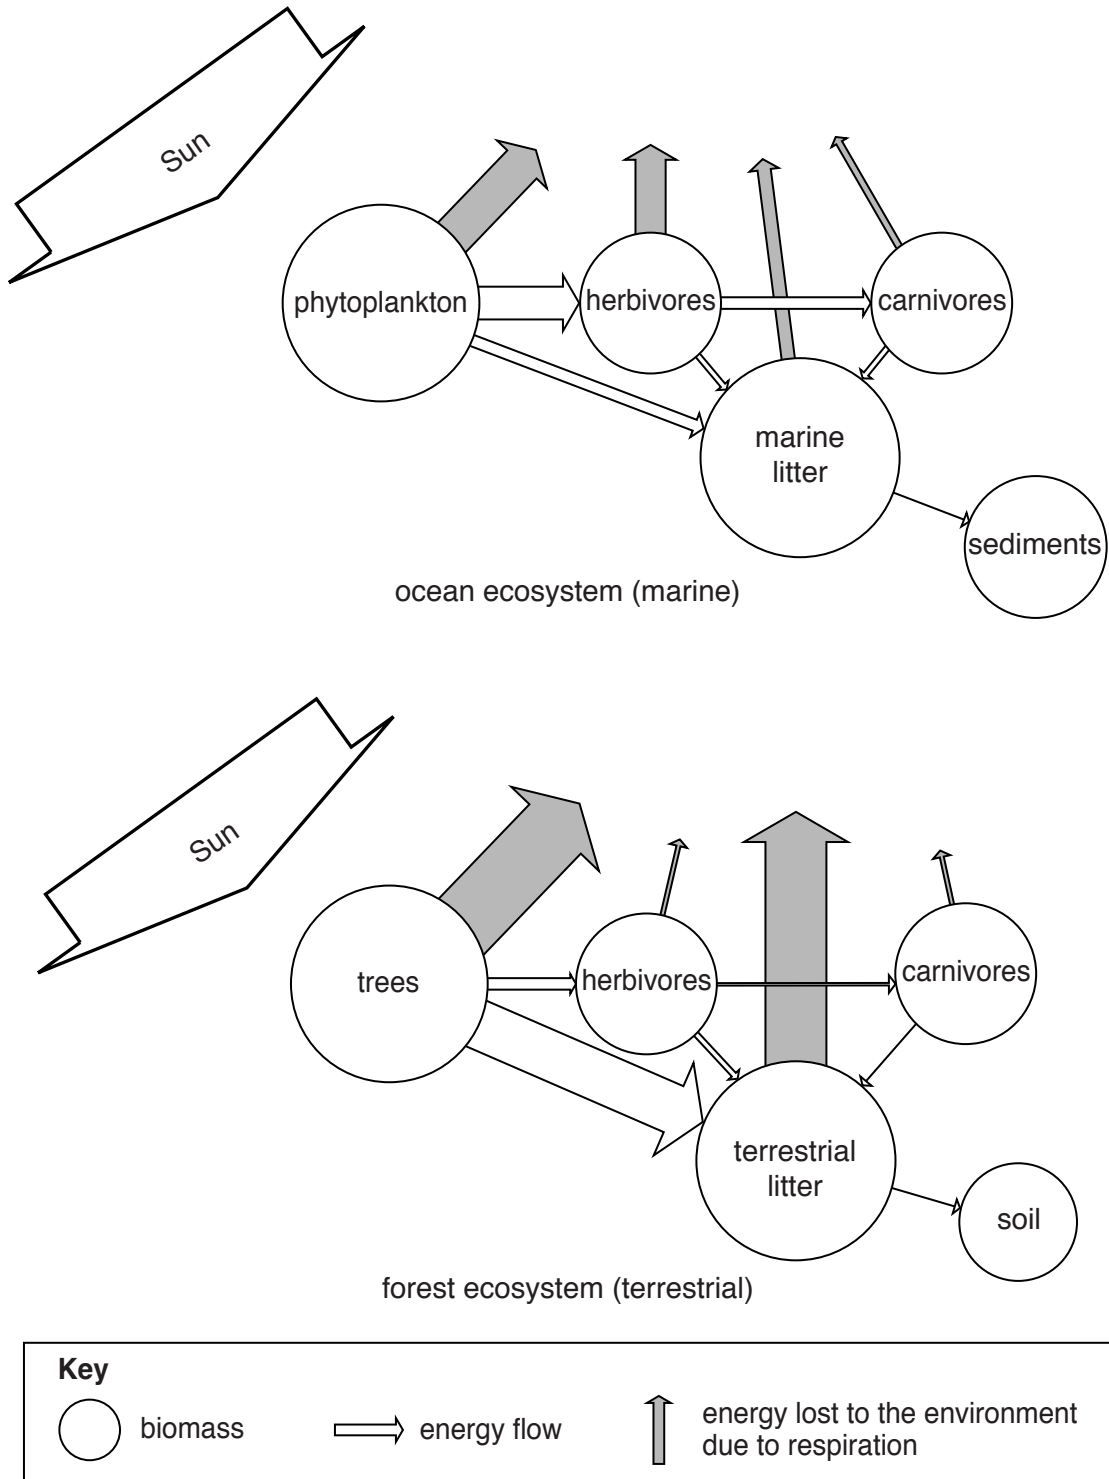 Sun
phytoplankton
herbivores
carnivores
marine
litter
sediments
ocean ecosystem (marine)
Sun
trees
herbivores
carnivores
terrestrial
litter
soil
forest ecosystem (terrestrial)
Key
biomass
energy flow
energy lost to the environment
due to respiration